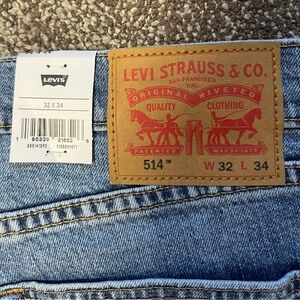 LEVI'S
32 X 34
LEVI STRAUSS & CO.
SAN FRANCISCO
CAL.
ORIGINAL RIVETED
QUALITY CLOTHING
PATENTED MAY 20 1873
514™ W 32 L 34